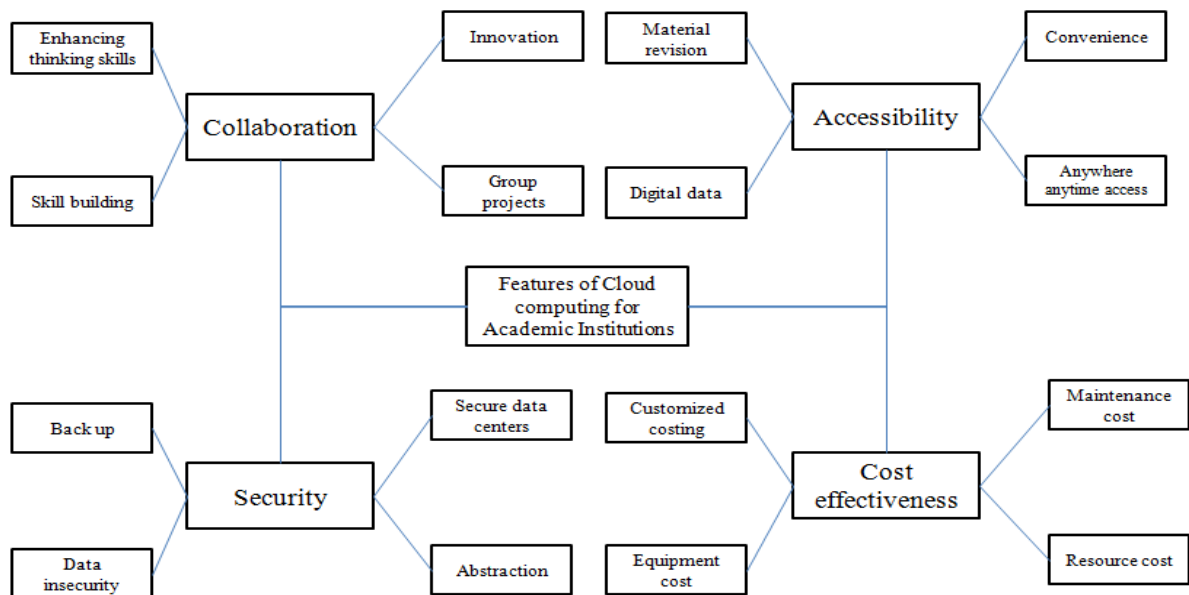 Enhancing
thinking skills
Innovation
Material
revision
Convenience
Collaboration
Accessibility
Skill building
Group
projects
Digital data
Anywhere
anytime access
Features of Cloud
computing for
Academic Institutions
Back up
Secure data
centers
Customized
costing
Maintenance
cost
Security
Cost
effectiveness
Data
insecurity
Abstraction
Equipment
cost
Resource cost